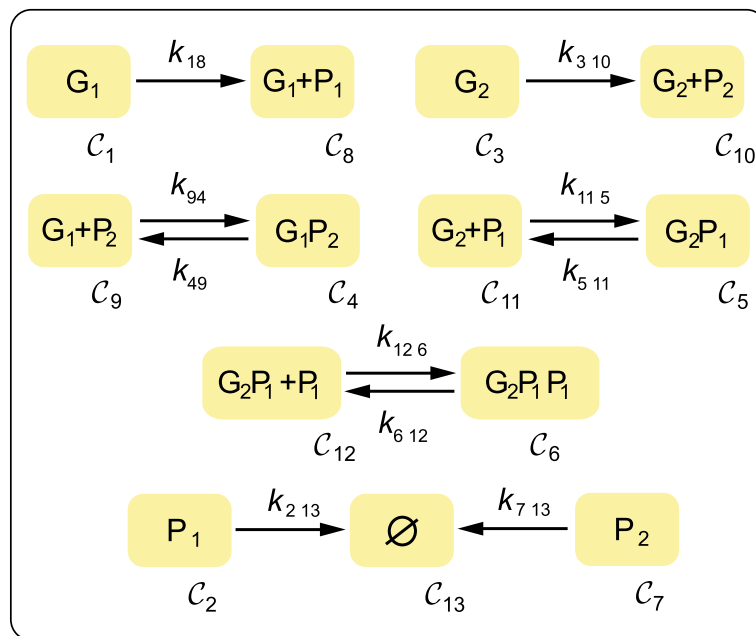 k₁₈ k₃ ₁₀
G₁ G₁+P₁ G₂ G₂+P₂
𝒞₁ 𝒞₈ 𝒞₃ 𝒞₁₀
k₉₄ k₁₁ ₅
G₁+P₂ G₁P₂ G₂+P₁ G₂P₁
k₄₉ k₅ ₁₁
𝒞₉ 𝒞₄ 𝒞₁₁ 𝒞₅
k₁₂ ₆
G₂P₁+P₁ G₂P₁P₁
k₆ ₁₂
𝒞₁₂ 𝒞₆
k₂ ₁₃ k₇ ₁₃
P₁ ∅ P₂
𝒞₂ 𝒞₁₃ 𝒞₇